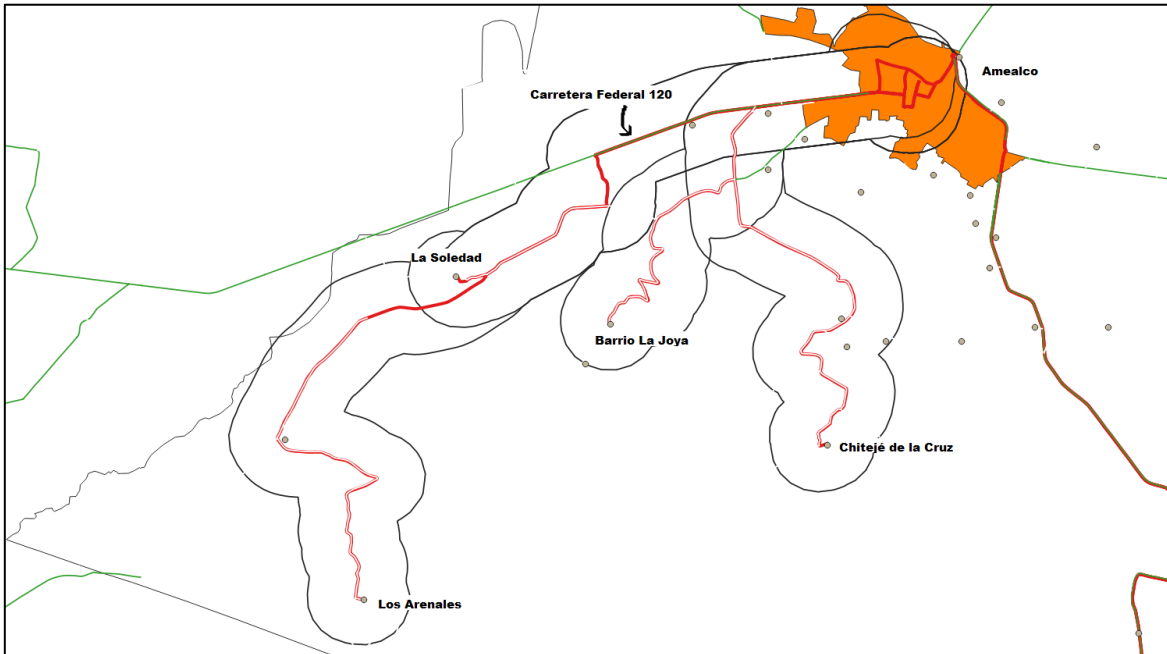 Amealco
Carretera Federal 120
La Soledad
Barrio La Joya
Chitejé de la Cruz
Los Arenales